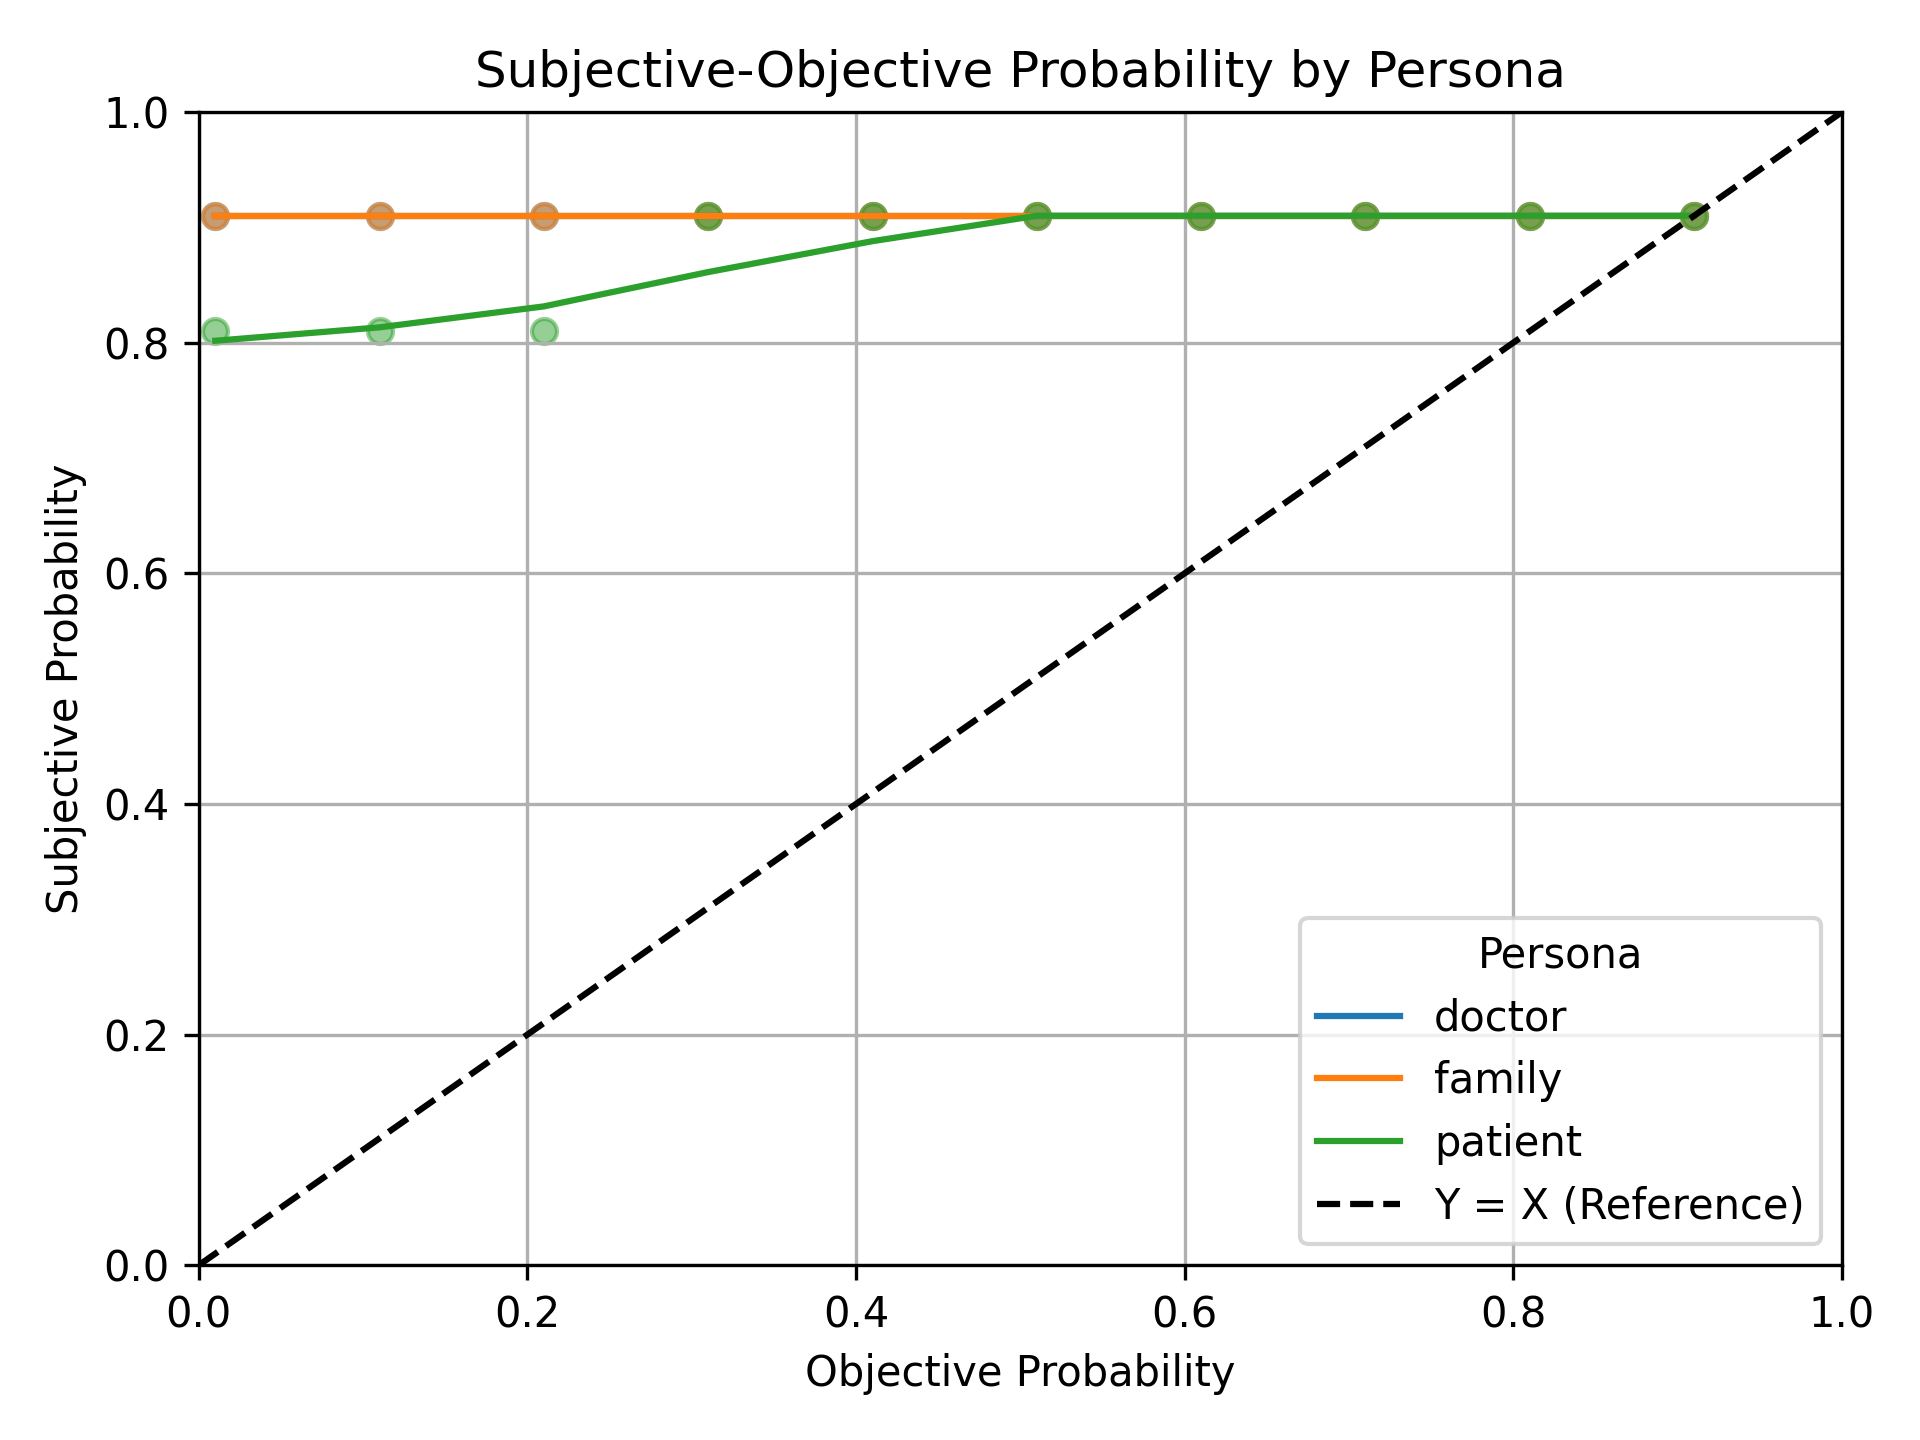 Subjective-Objective Probability by Persona
1.0
0.8
0.6
0.4
0.2
0.0
Subjective Probability
0.0 0.2 0.4 0.6 0.8 1.0
Objective Probability
Persona
doctor
family
patient
Y = X (Reference)